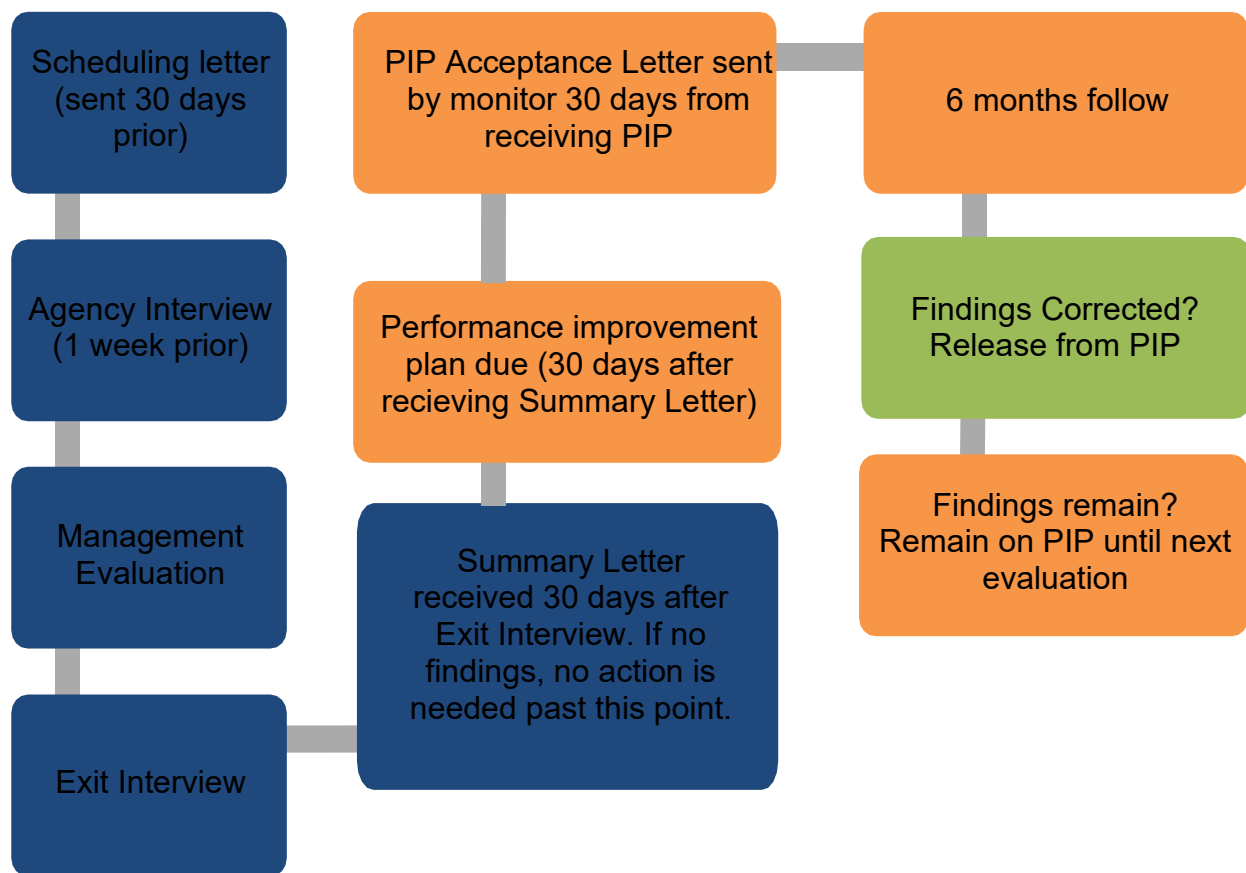 Scheduling letter
(sent 30 days
prior)
Agency Interview
(1 week prior)
Management
Evaluation
Exit Interview
Summary Letter
received 30 days after
Exit Interview. If no
findings, no action is
needed past this point.
Performance improvement
plan due (30 days after
recieving Summary Letter)
PIP Acceptance Letter sent
by monitor 30 days from
receiving PIP
6 months follow
Findings Corrected?
Release from PIP
Findings remain?
Remain on PIP until next
evaluation